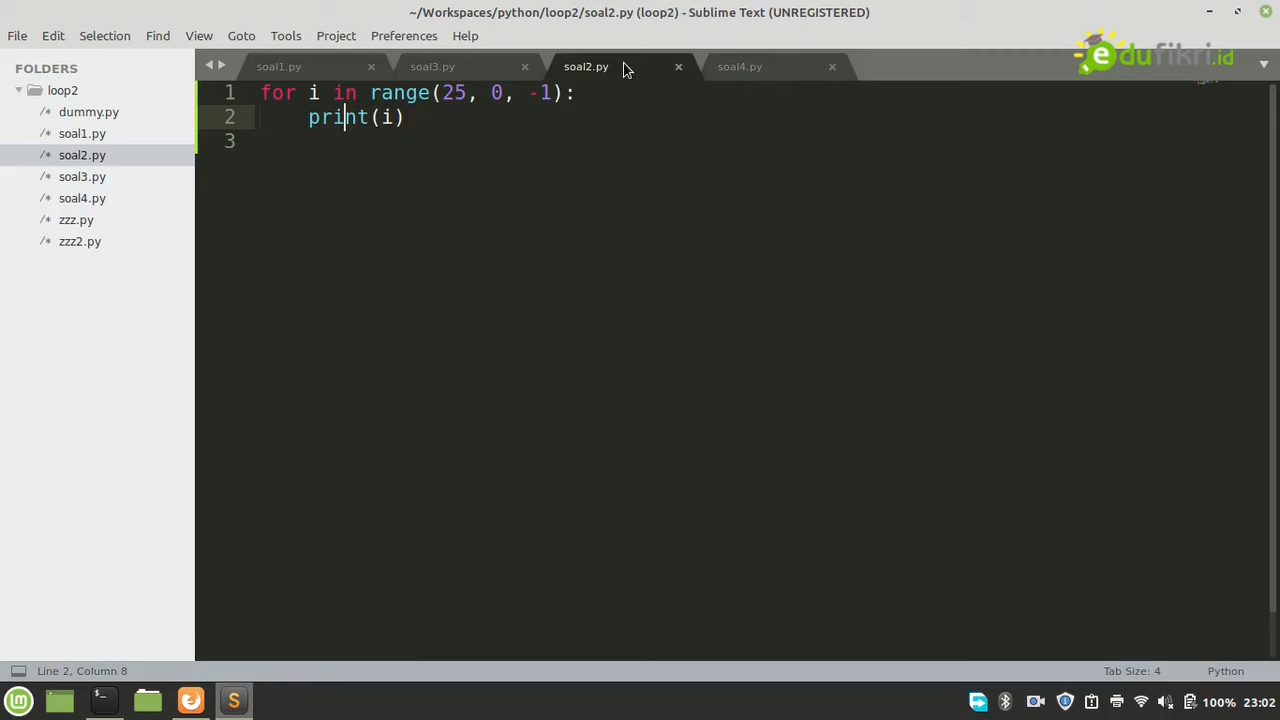 ~/Workspaces/python/loop2/soal2.py (loop2) - Sublime Text (UNREGISTERED)
File Edit Selection Find View Goto Tools Project Preferences Help
edufikri.id
FOLDERS
loop2
dummy.py
soal1.py
soal2.py
soal3.py
soal4.py
zzz.py
zzz2.py
soal1.py soal3.py soal2.py soal4.py
1 for i in range(25, 0, -1):
2     print(i)
3
Line 2, Column 8
Tab Size: 4 Python
100% 23:02